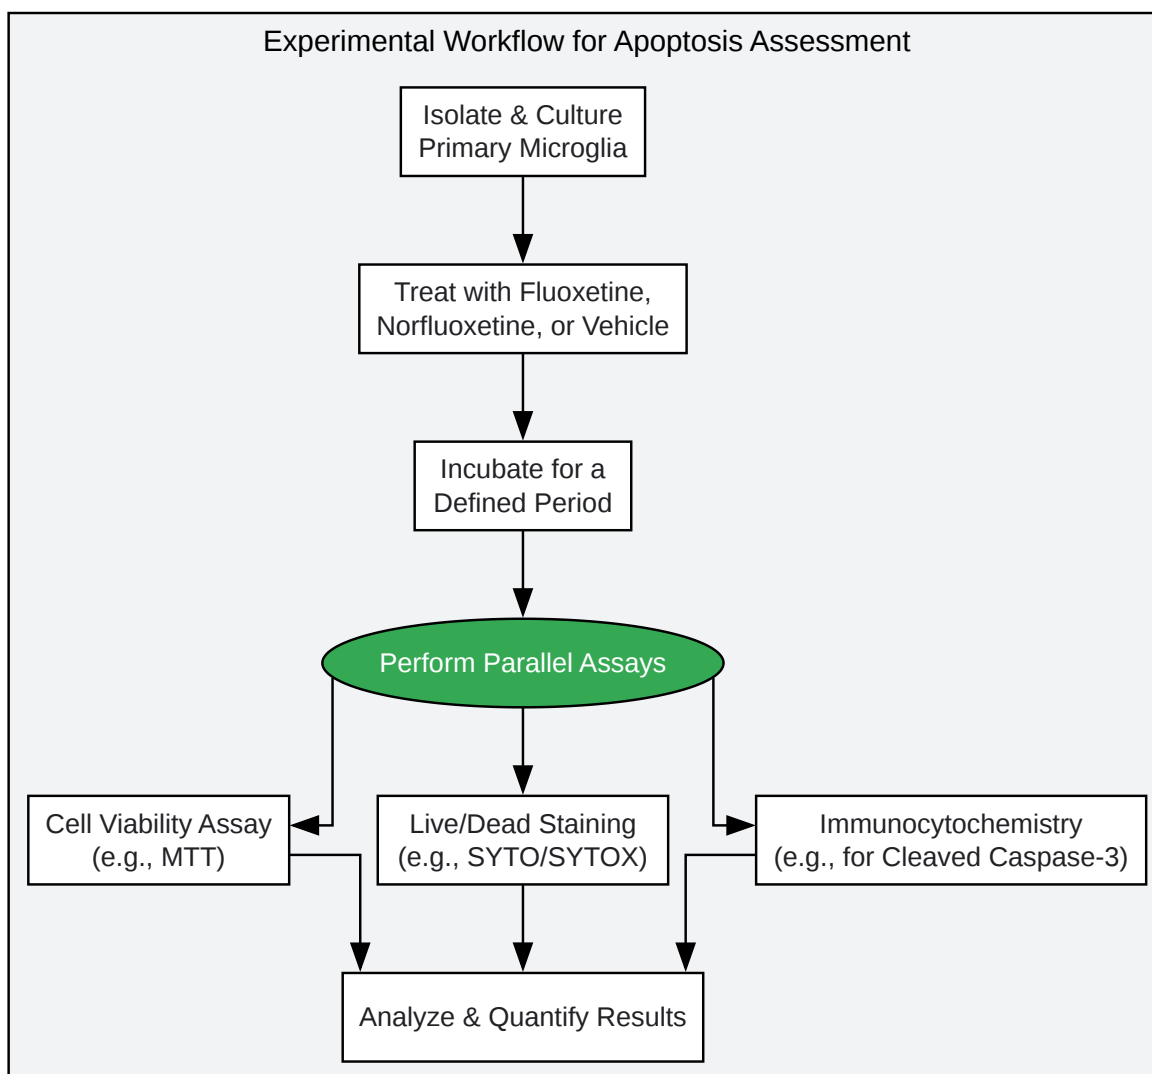 Experimental Workflow for Apoptosis Assessment
Isolate & Culture
Primary Microglia
Treat with Fluoxetine,
Norfluoxetine, or Vehicle
Incubate for a
Defined Period
Perform Parallel Assays
Cell Viability Assay
(e.g., MTT)
Live/Dead Staining
(e.g., SYTO/SYTOX)
Immunocytochemistry
(e.g., for Cleaved Caspase-3)
Analyze & Quantify Results